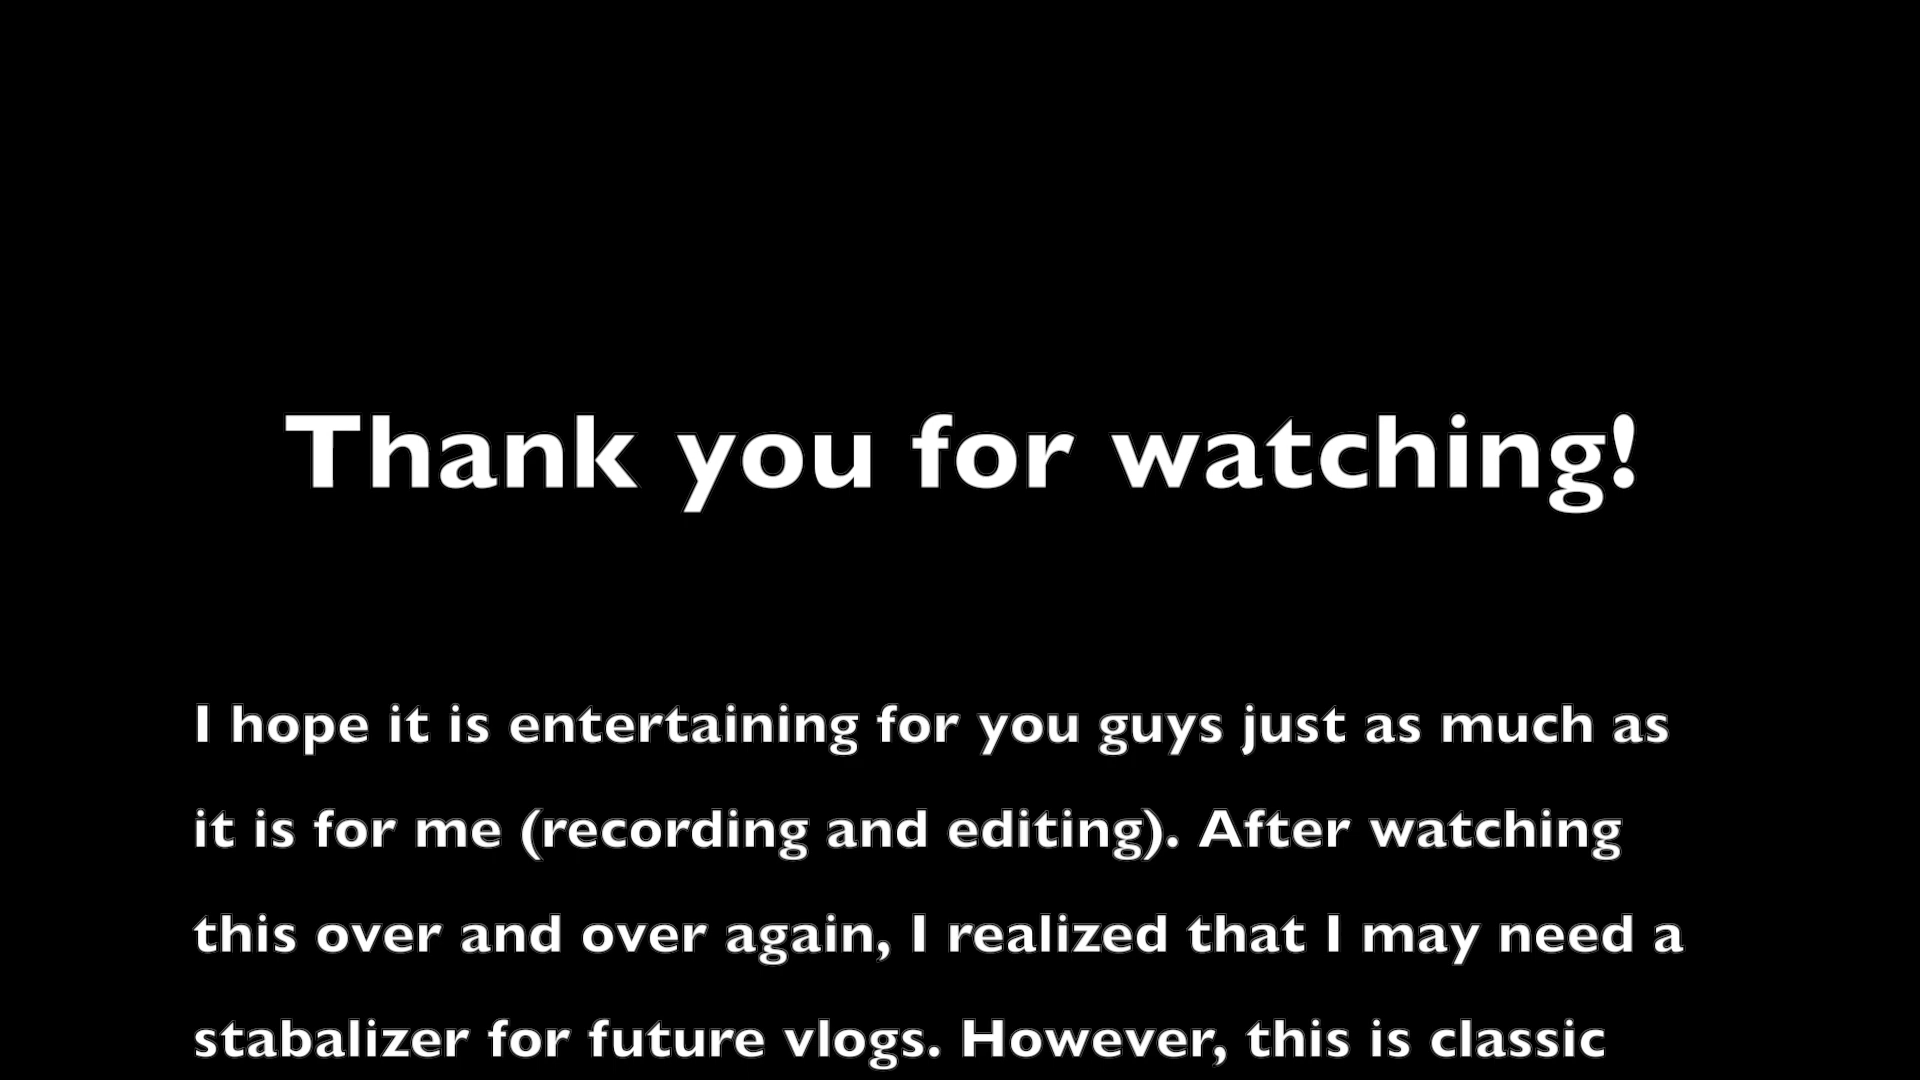 Thank you for watching!
I hope it is entertaining for you guys just as much as
it is for me (recording and editing). After watching
this over and over again, I realized that I may need a
stabalizer for future vlogs. However, this is classic